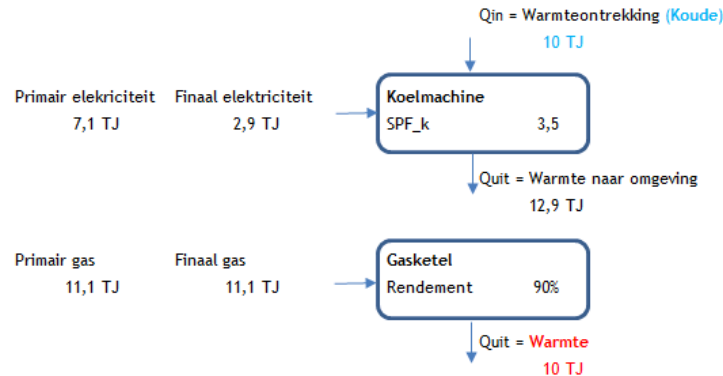 Qin = Warmteontrekking (Koude)
10 TJ
Primair elekriciteit Finaal elektriciteit Koelmachine
7,1 TJ 2,9 TJ SPF_k 3,5
Quit = Warmte naar omgeving
12,9 TJ
Primair gas Finaal gas Gasketel
11,1 TJ 11,1 TJ Rendement 90%
Quit = Warmte
10 TJ